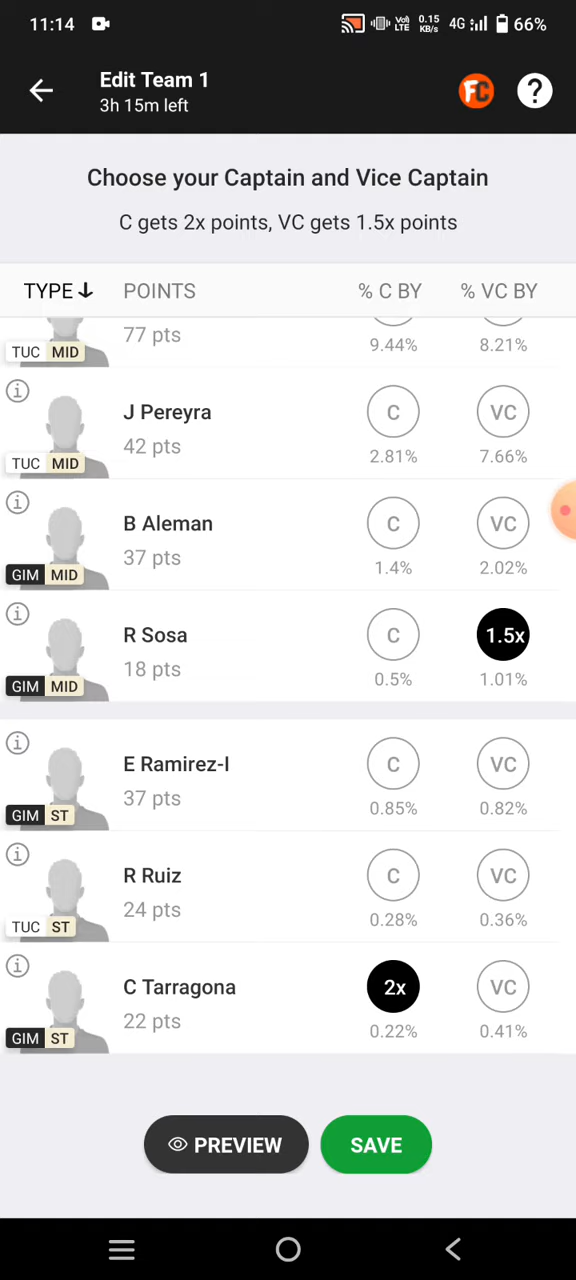 11:14 Vo) LTE 0.15 KB/s 4G 66%
Edit Team 1
3h 15m left
FC ?
Choose your Captain and Vice Captain
C gets 2x points, VC gets 1.5x points
TYPE POINTS % C BY % VC BY
77 pts
TUC MID 9.44% 8.21%
i
J Pereyra C VC
42 pts
TUC MID 2.81% 7.66%
i
B Aleman C VC
37 pts
GIM MID 1.4% 2.02%
i
R Sosa C 1.5x
18 pts
GIM MID 0.5% 1.01%
i
E Ramirez-I C VC
37 pts
GIM ST 0.85% 0.82%
i
R Ruiz C VC
24 pts
TUC ST 0.28% 0.36%
i
C Tarragona 2x VC
22 pts
GIM ST 0.22% 0.41%
PREVIEW SAVE